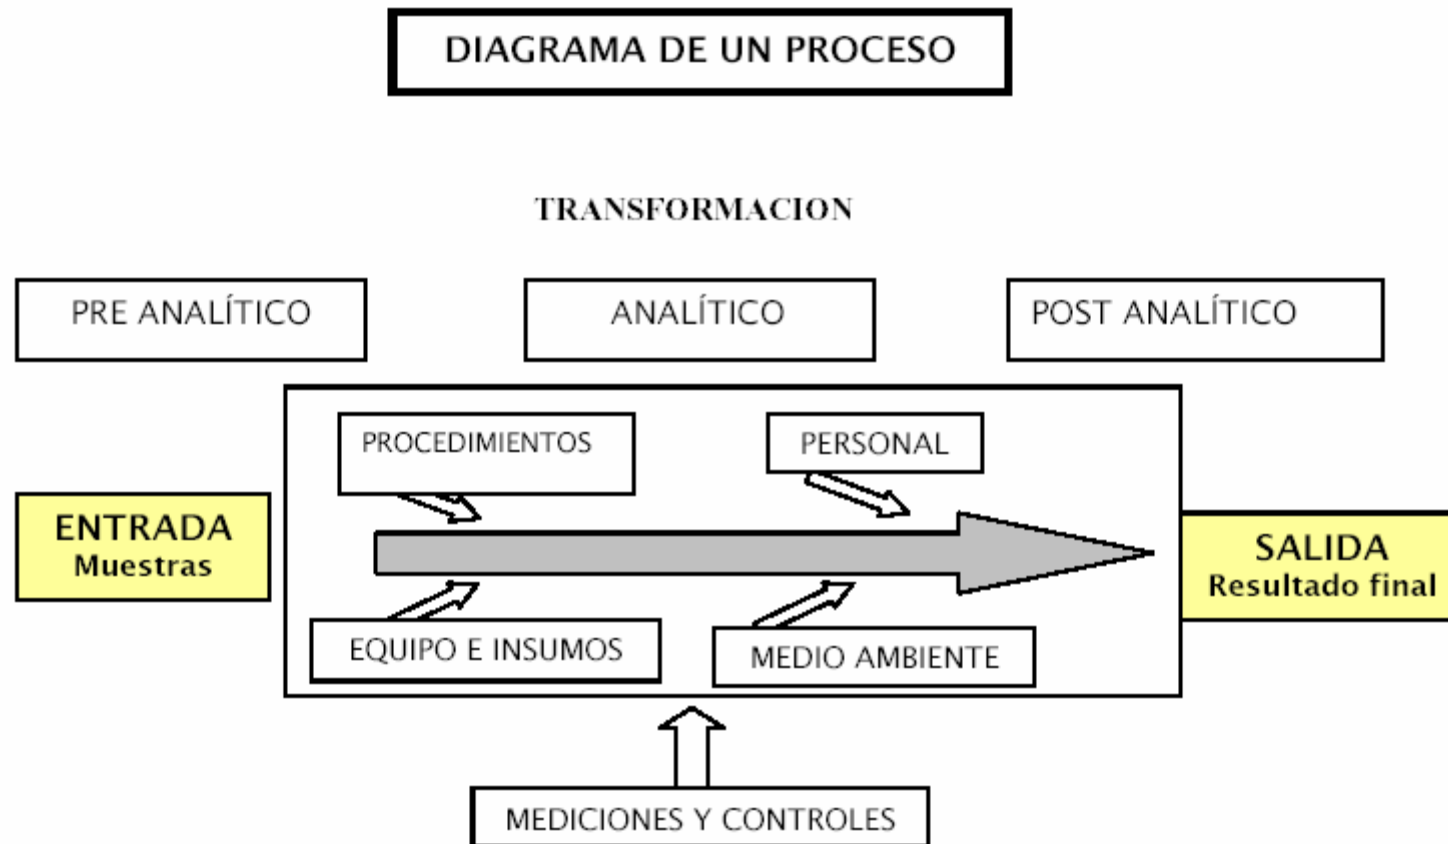 DIAGRAMA DE UN PROCESO
TRANSFORMACION
PRE ANALÍTICO
ANALÍTICO
POST ANALÍTICO
PROCEDIMIENTOS
PERSONAL
ENTRADA
Muestras
SALIDA
Resultado final
EQUIPO E INSUMOS
MEDIO AMBIENTE
MEDICIONES Y CONTROLES